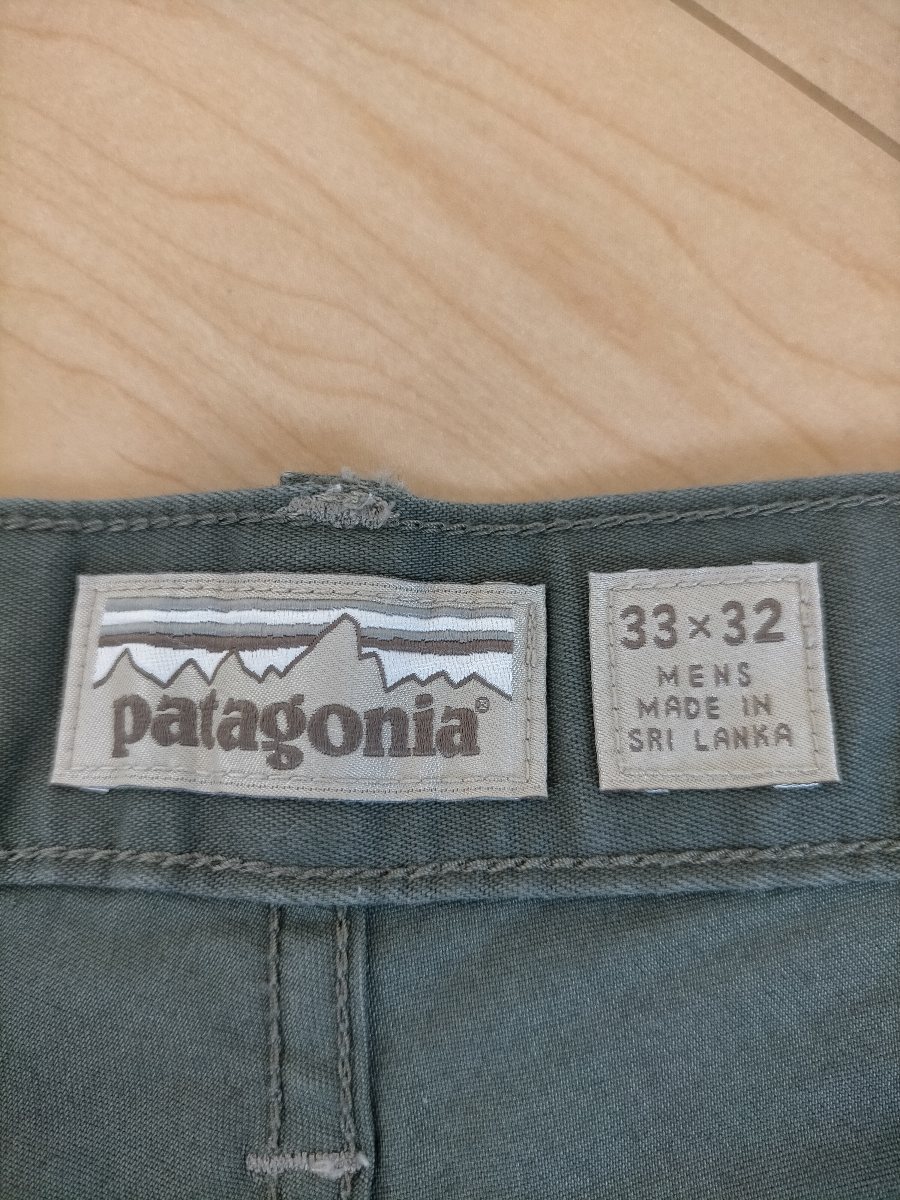 patagonia®
33 × 32
MENS
MADE IN
SRI LANKA